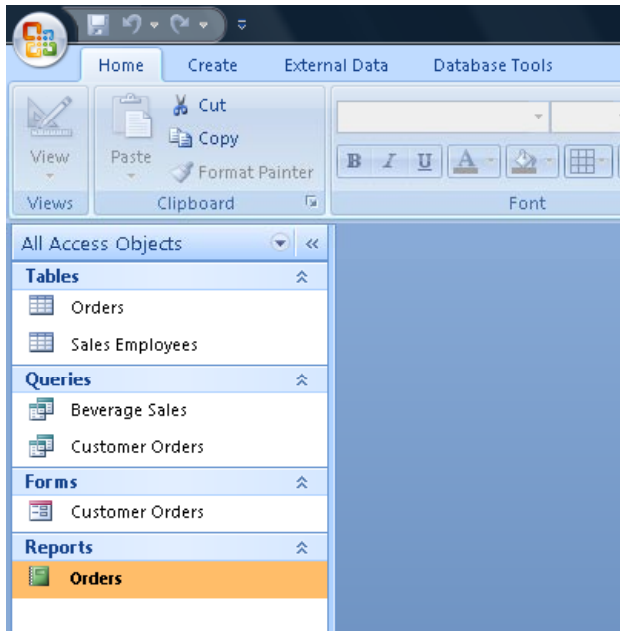 Home Create External Data Database Tools
Cut
Copy
View Paste Format Painter B I U A
Views Clipboard Font
All Access Objects
Tables
Orders
Sales Employees
Queries
Beverage Sales
Customer Orders
Forms
Customer Orders
Reports
Orders